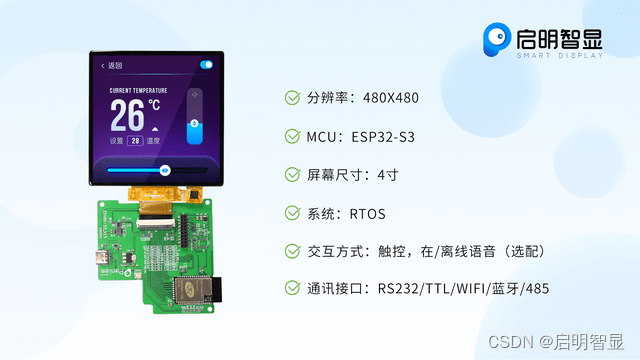 启明智显
SMART DISPLAY
返回
CURRENT TEMPERATURE
26 ℃
设置 28 温度
分辨率：480X480
MCU：ESP32-S3
屏幕尺寸：4寸
系统：RTOS
交互方式：触控，在/离线语音（选配）
通讯接口：RS232/TTL/WIFI/蓝牙/485
CSDN @启明智显